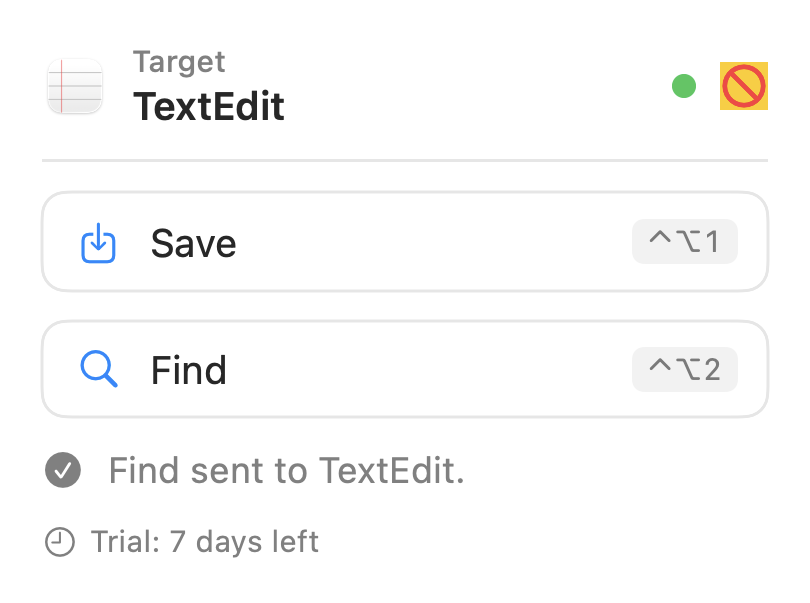 Target
TextEdit
Save ^⌥1
Find ^⌥2
Find sent to TextEdit.
Trial: 7 days left